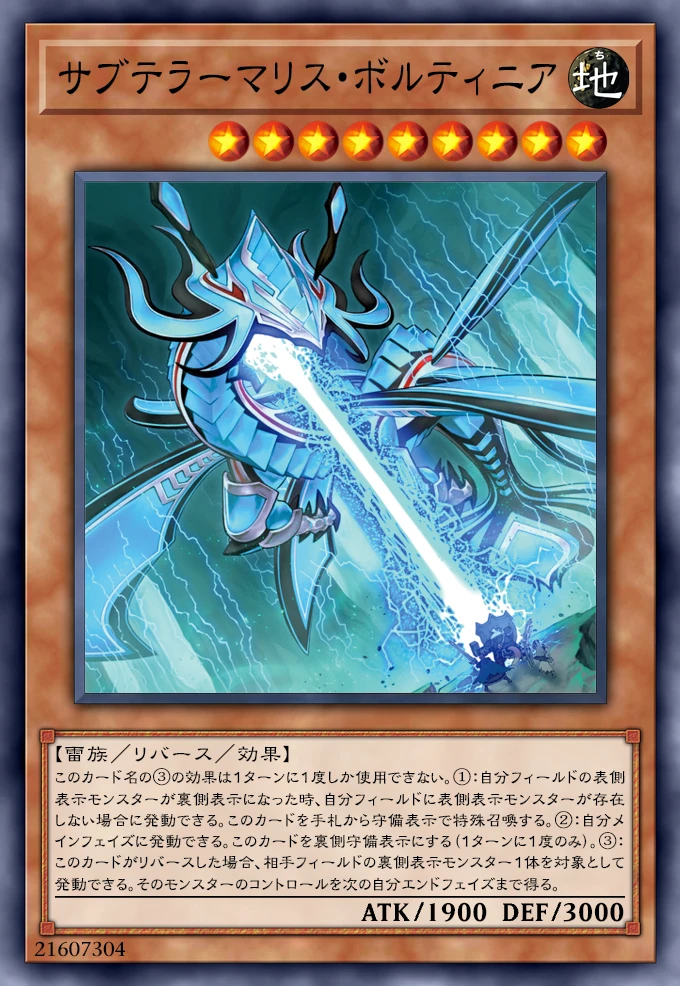 サブテラーマリス・ボルティニア
ち
地
【雷族／リバース／効果】
このカード名の③の効果は1ターンに1度しか使用できない。①：自分フィールドの表側
表示モンスターが裏側表示になった時、自分フィールドに表側表示モンスターが存在
しない場合に発動できる。このカードを手札から守備表示で特殊召喚する。②：自分メ
インフェイズに発動できる。このカードを裏側守備表示にする（1ターンに1度のみ）。③：
このカードがリバースした場合、相手フィールドの裏側表示モンスター1体を対象として
発動できる。そのモンスターのコントロールを次の自分エンドフェイズまで得る。
ATK/1900 DEF/3000
21607304